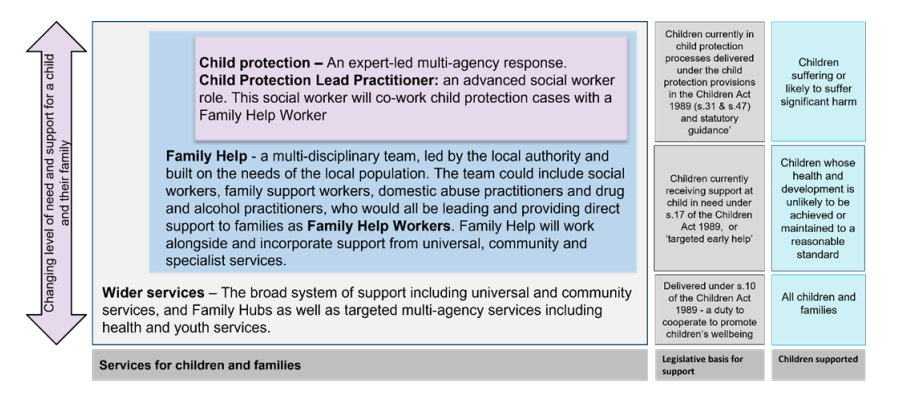 Changing level of need and support for a child
and their family
Child protection – An expert-led multi-agency response.
Child Protection Lead Practitioner: an advanced social worker
role. This social worker will co-work child protection cases with a
Family Help Worker
Family Help - a multi-disciplinary team, led by the local authority and
built on the needs of the local population. The team could include social
workers, family support workers, domestic abuse practitioners and drug
and alcohol practitioners, who would all be leading and providing direct
support to families as Family Help Workers. Family Help will work
alongside and incorporate support from universal, community and
specialist services.
Wider services – The broad system of support including universal and community
services, and Family Hubs as well as targeted multi-agency services including
health and youth services.
Services for children and families
Children currently in
child protection
processes delivered
under the child
protection provisions
in the Children Act
1989 (s.31 & s.47)
and statutory
guidance’
Children currently
receiving support at
child in need under
s.17 of the Children
Act 1989, or
‘targeted early help’
Delivered under s.10
of the Children Act
1989 - a duty to
cooperate to promote
children’s wellbeing
Legislative basis for
support
Children
suffering or
likely to suffer
significant harm
Children whose
health and
development is
unlikely to be
achieved or
maintained to a
reasonable
standard
All children and
families
Children supported